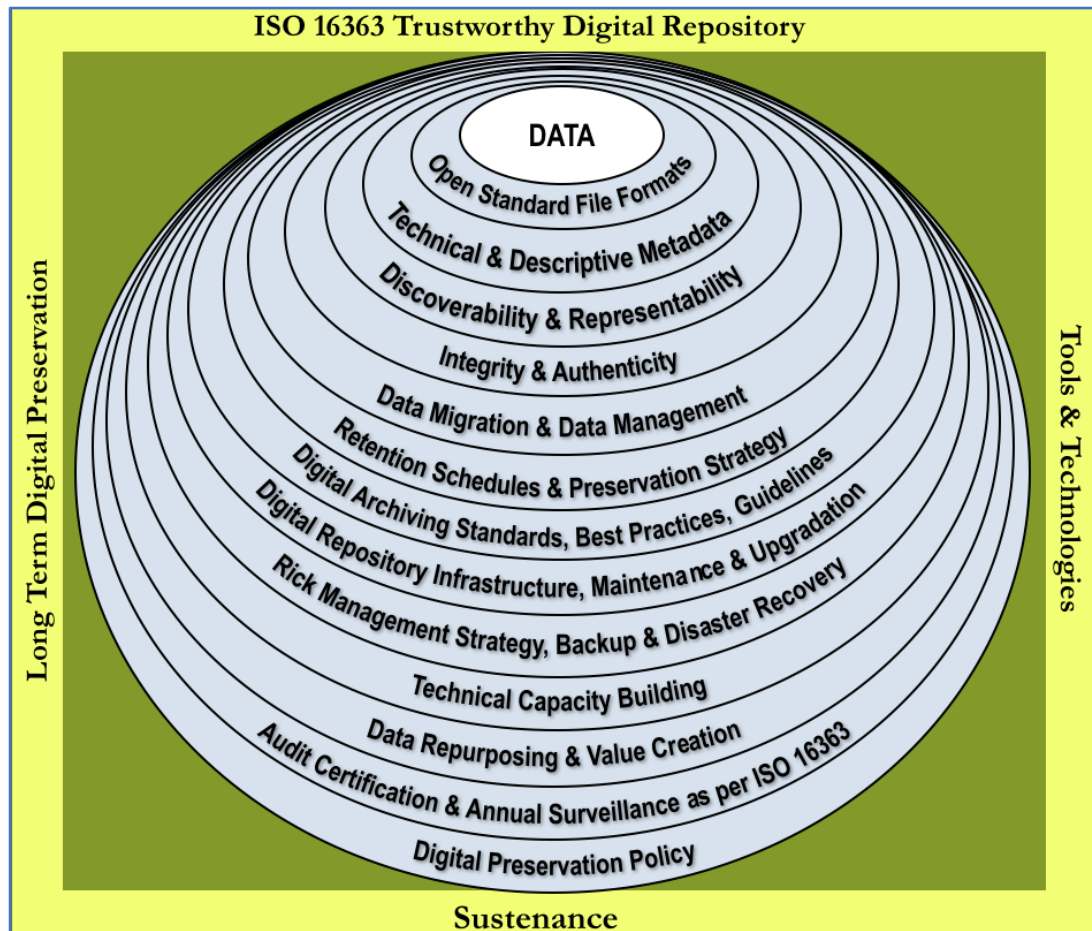 ISO 16363 Trustworthy Digital Repository
DATA
Open Standard File Formats
Technical & Descriptive Metadata
Discoverability & Representability
Integrity & Authenticity
Data Migration & Data Management
Retention Schedules & Preservation Strategy
Digital Archiving Standards, Best Practices, Guidelines
Digital Repository Infrastructure, Maintenance & Upgradation
Rick Management Strategy, Backup & Disaster Recovery
Technical Capacity Building
Data Repurposing & Value Creation
Audit Certification & Annual Surveillance as per ISO 16363
Digital Preservation Policy
Long Term Digital Preservation
Tools & Technologies
Sustenance